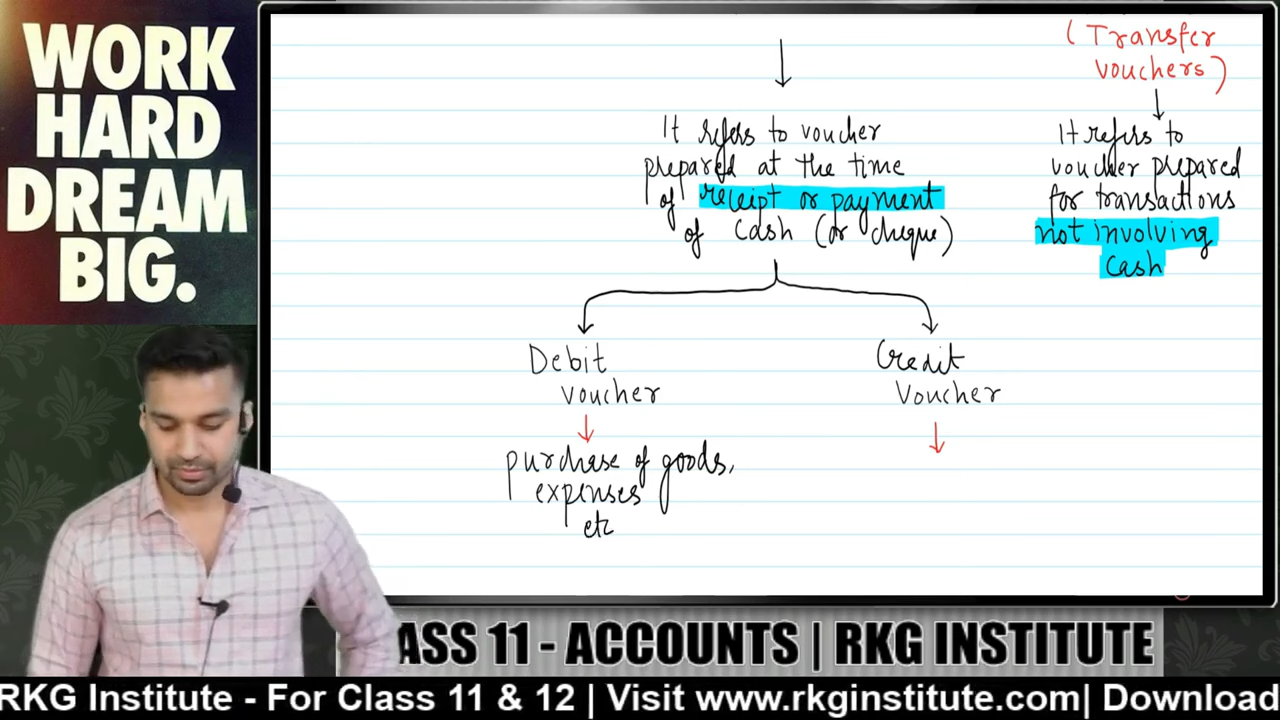 WORK
HARD
DREAM
BIG.
(Transfer
vouchers)
It refers to voucher
prepared at the time
of receipt or payment
of cash (or cheque)
It refers to
voucher prepared
for transactions
not involving
cash
Debit
voucher
Credit
Voucher
purchase of goods,
expenses
etc
ASS 11 - ACCOUNTS | RKG INSTITUTE
RKG Institute - For Class 11 & 12 | Visit www.rkginstitute.com| Download